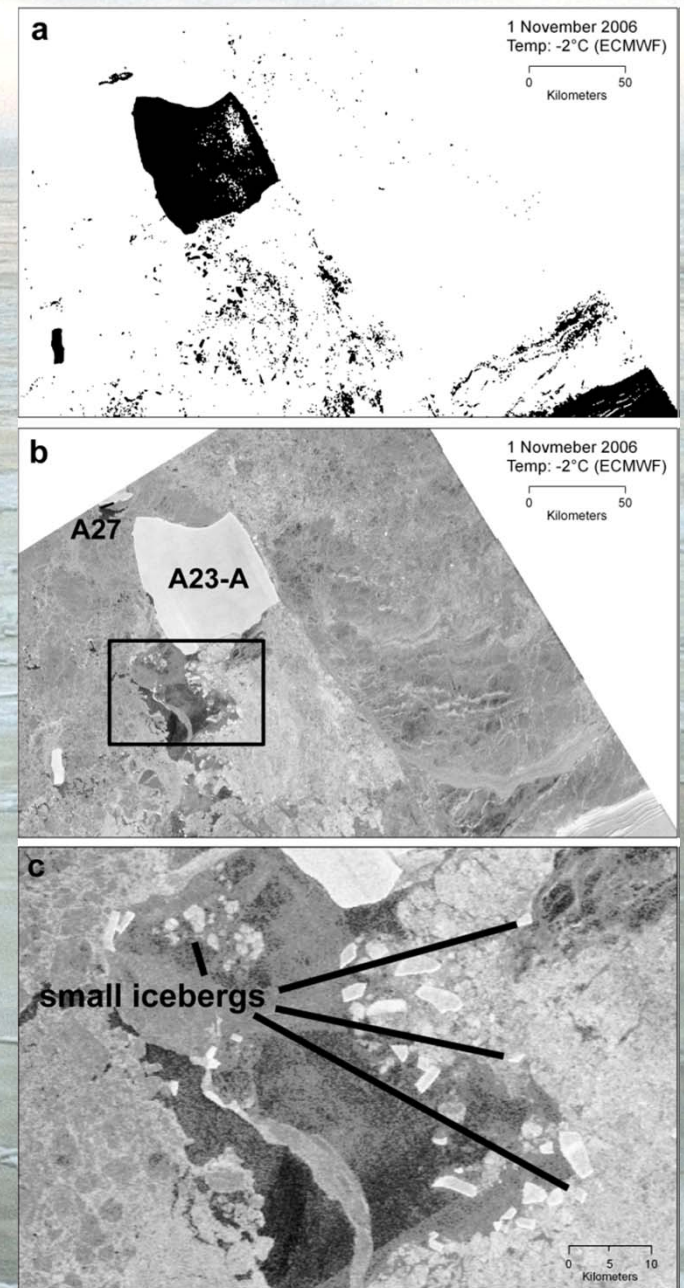 a
1 November 2006
Temp: -2°C (ECMWF)
0 50
Kilometers
b
1 Novmeber 2006
Temp: -2°C (ECMWF)
0 50
Kilometers
A27
A23-A
c
small icebergs
0 5 10
Kilometers